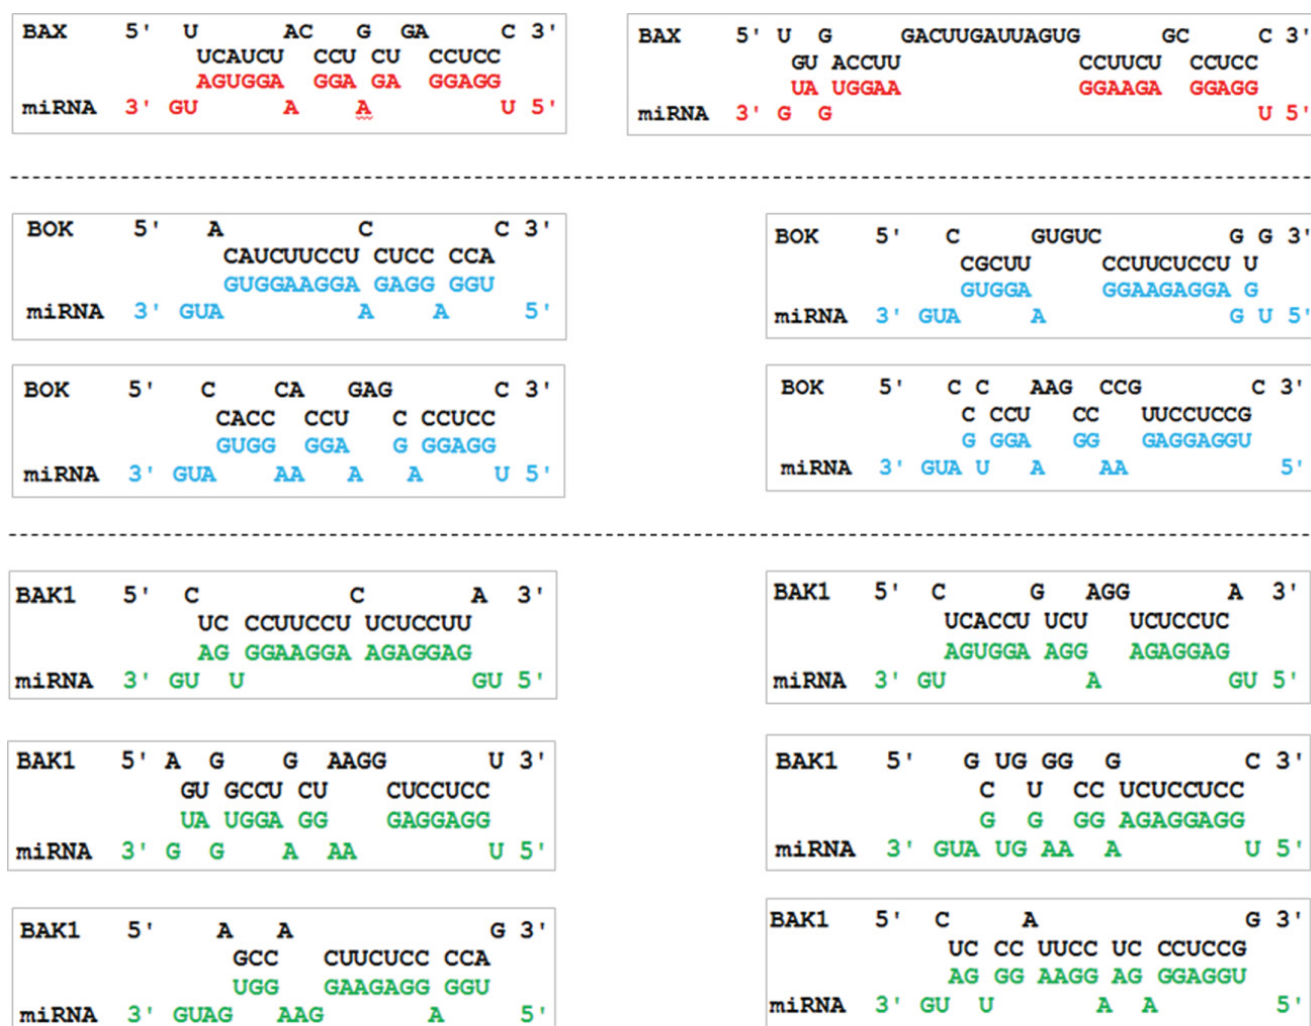 BAX 5' U AC G GA C 3'
UCAUCU CCU CU CCUCC
AGUGGA GGA GA GGAGG
miRNA 3' GU A A U 5'
BAX 5' U G GACUUGAUUAGUG GC C 3'
GU ACCUU CCUUCU CCUCC
UA UGGAA GGAAGA GGAGG
miRNA 3' G G U 5'
BOK 5' A C C 3'
CAUCUUCCU CUCC CCA
GUGGAAGGA GAGG GGU
miRNA 3' GUA A A 5'
BOK 5' C GUGUC G G 3'
CGCUU CCUUCUCCU U
GUGGA GGAAGAGGA G
miRNA 3' GUA A G U 5'
BOK 5' C CA GAG C 3'
CACC CCU C CCUCC
GUGG GGA G GGAGG
miRNA 3' GUA AA A A U 5'
BOK 5' C C AAG CCG C 3'
C CCU CC UUCCUCCG
G GGA GG GAGGAGGU
miRNA 3' GUA U A AA 5'
BAK1 5' C C A 3'
UC CCUUCCU UCUCCUU
AG GGAAGGA AGAGGAG
miRNA 3' GU U GU 5'
BAK1 5' C G AGG A 3'
UCACCU UCU UCUCCUC
AGUGGA AGG AGAGGAG
miRNA 3' GU A GU 5'
BAK1 5' A G G AAGG U 3'
GU GCCU CU CUCCUCC
UA UGGA GG GAGGAGG
miRNA 3' G G A AA U 5'
BAK1 5' G UG GG G C 3'
C U CC UCUCCUCC
G G GG AGAGGAGG
miRNA 3' GUA UG AA A U 5'
BAK1 5' A A G 3'
GCC CUUCUCC CCA
UGG GAAGAGG GGU
miRNA 3' GUAG AAG A 5'
BAK1 5' C A G 3'
UC CC UUCC UC CCUCCG
AG GG AAGG AG GGAGGU
miRNA 3' GU U A A 5'